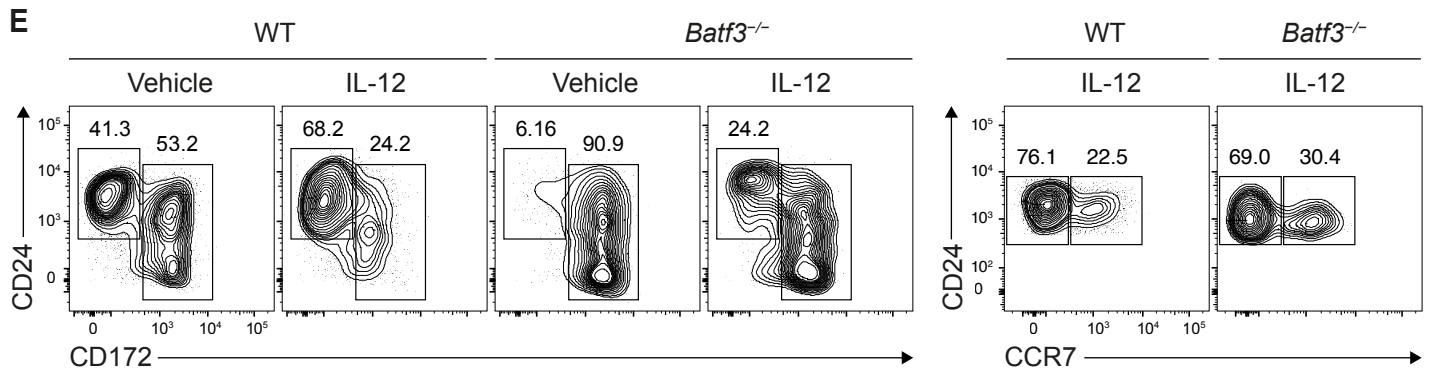 E
WT Batf3–/– WT Batf3–/–
Vehicle IL-12 Vehicle IL-12 IL-12 IL-12
41.3 53.2 68.2 24.2 6.16 90.9 24.2
76.1 22.5 69.0 30.4
CD24
10⁵
10⁴
10³
0
0 10³ 10⁴ 10⁵
CD172
CD24
10⁵
10⁴
10³
10²
0
0 10³ 10⁴ 10⁵
CCR7